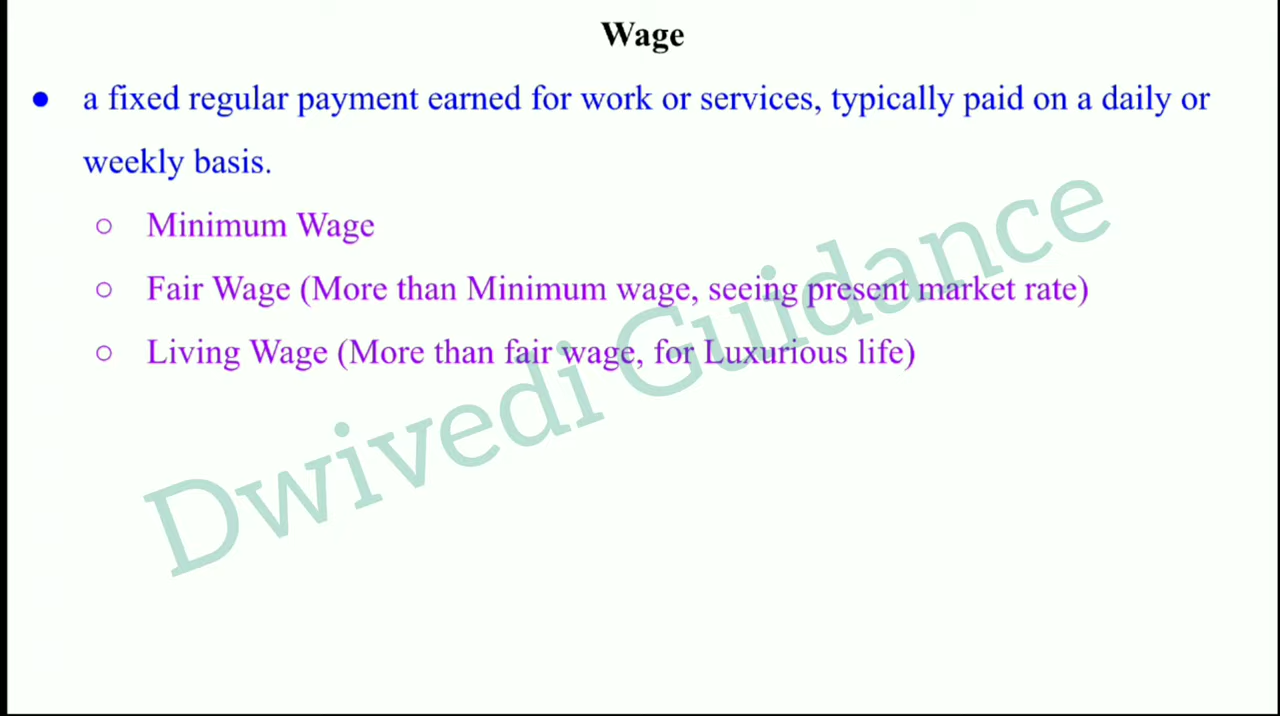 Wage
● a fixed regular payment earned for work or services, typically paid on a daily or
weekly basis.
○ Minimum Wage
○ Fair Wage (More than Minimum wage, seeing present market rate)
○ Living Wage (More than fair wage, for Luxurious life)
Dwivedi Guidance